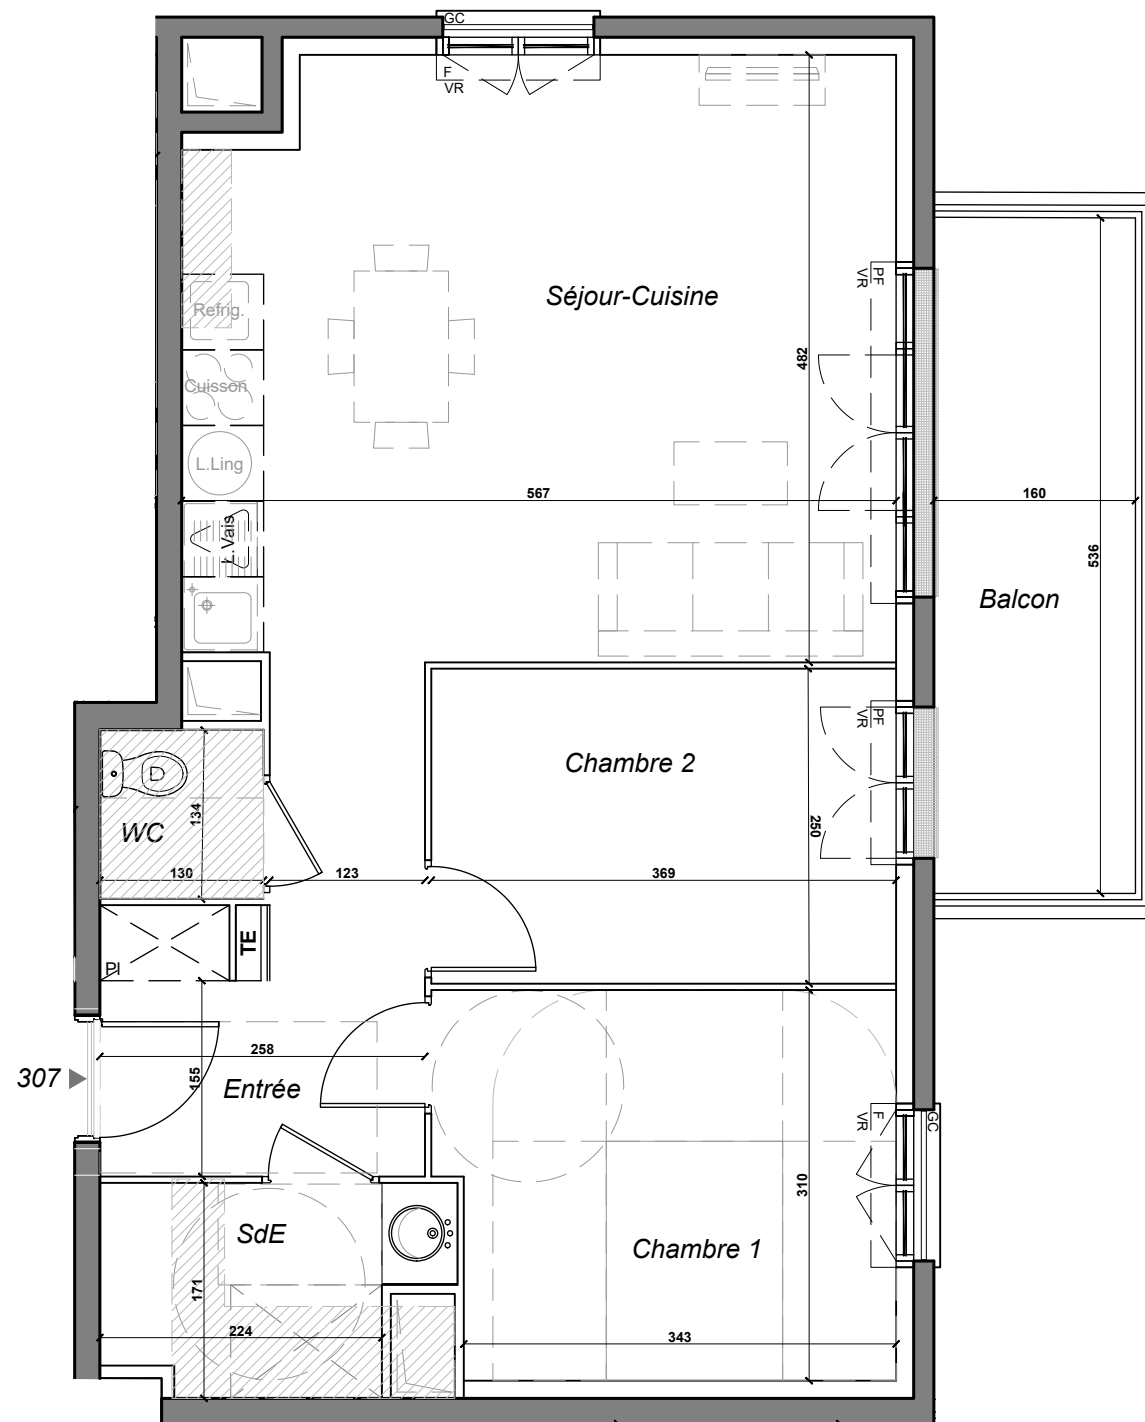 GC
F
VR
Séjour-Cuisine
PF
VR
Refrig.
482
Cuisson
L.Ling
567
160
L.Vais
536
Balcon
PF
VR
Chambre 2
134
250
WC
130
123
369
TE
Pl
258
307
155
Entrée
F
VR
GC
310
SdE
Chambre 1
171
224
343